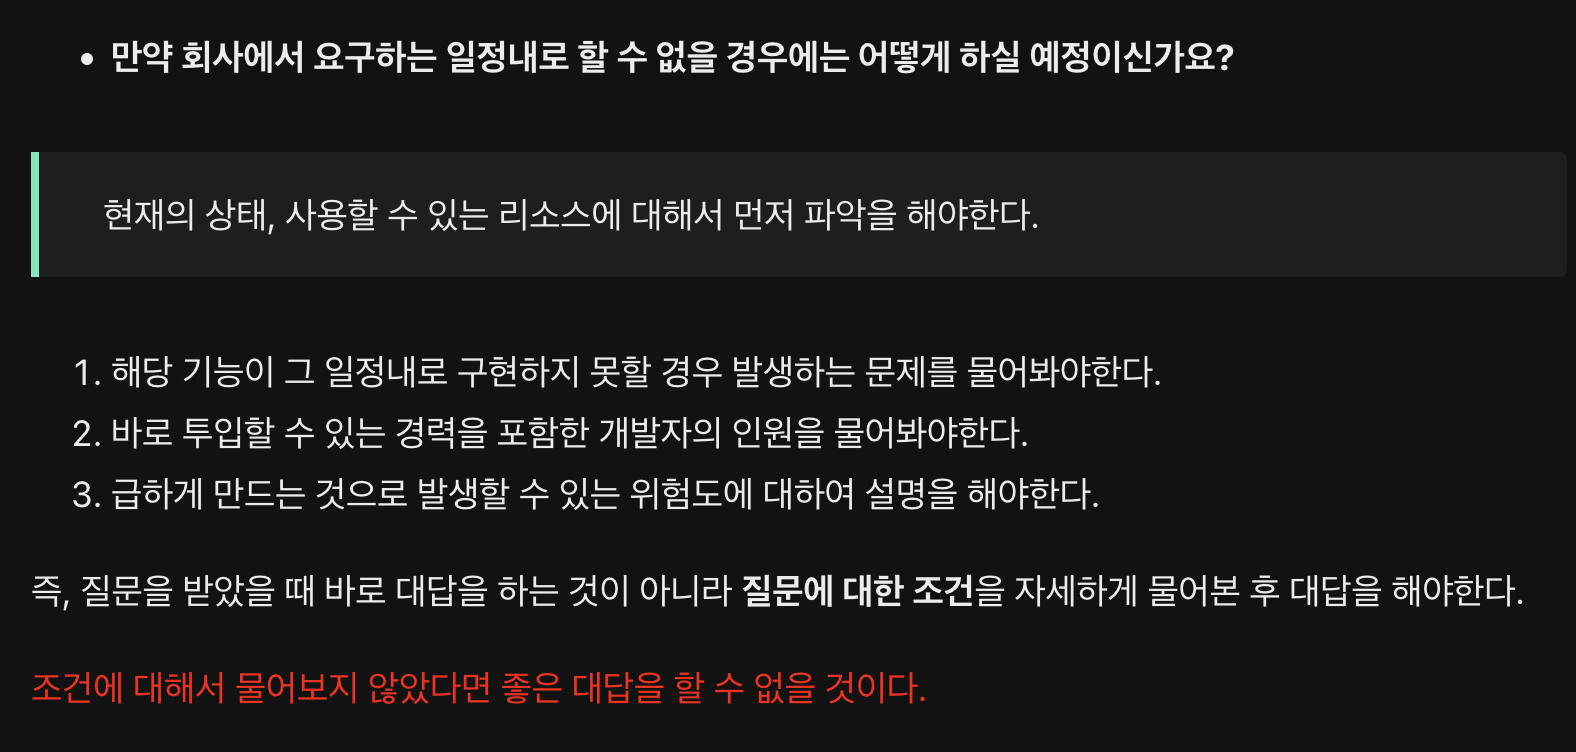 • 만약 회사에서 요구하는 일정내로 할 수 없을 경우에는 어떻게 하실 예정이신가요?
현재의 상태, 사용할 수 있는 리소스에 대해서 먼저 파악을 해야한다.
1. 해당 기능이 그 일정내로 구현하지 못할 경우 발생하는 문제를 물어봐야한다.
2. 바로 투입할 수 있는 경력을 포함한 개발자의 인원을 물어봐야한다.
3. 급하게 만드는 것으로 발생할 수 있는 위험도에 대하여 설명을 해야한다.
즉, 질문을 받았을 때 바로 대답을 하는 것이 아니라 질문에 대한 조건을 자세하게 물어본 후 대답을 해야한다.
조건에 대해서 물어보지 않았다면 좋은 대답을 할 수 없을 것이다.